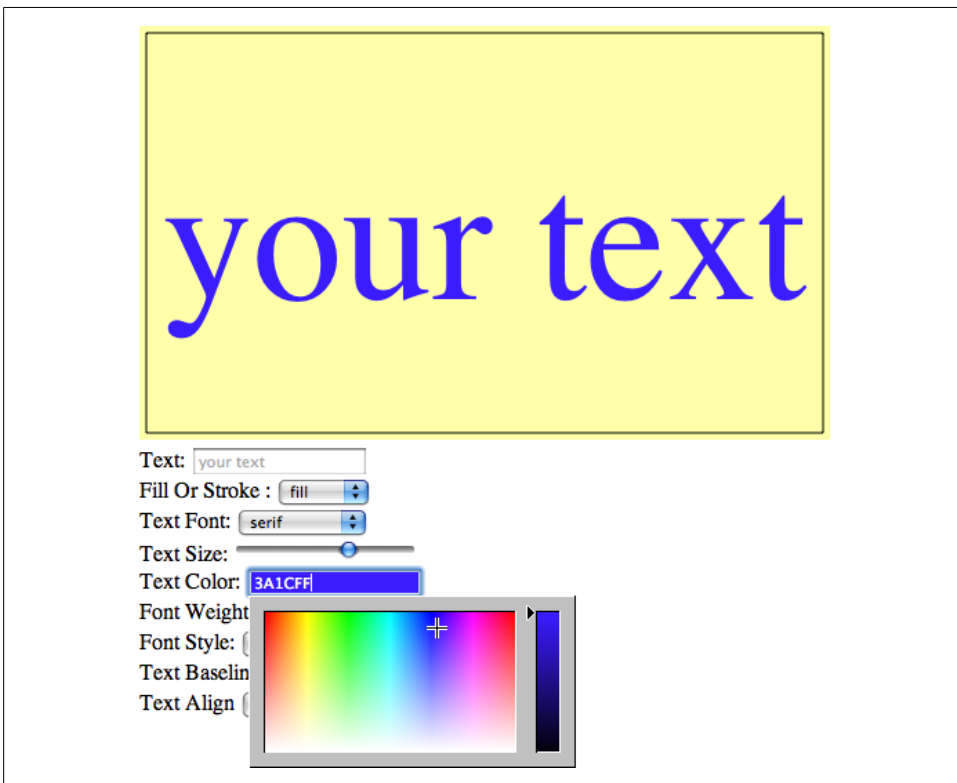 your text
Text: your text
Fill Or Stroke : fill
Text Font: serif
Text Size:
Text Color: 3A1CFF
Font Weight
Font Style:
Text Baselin
Text Align